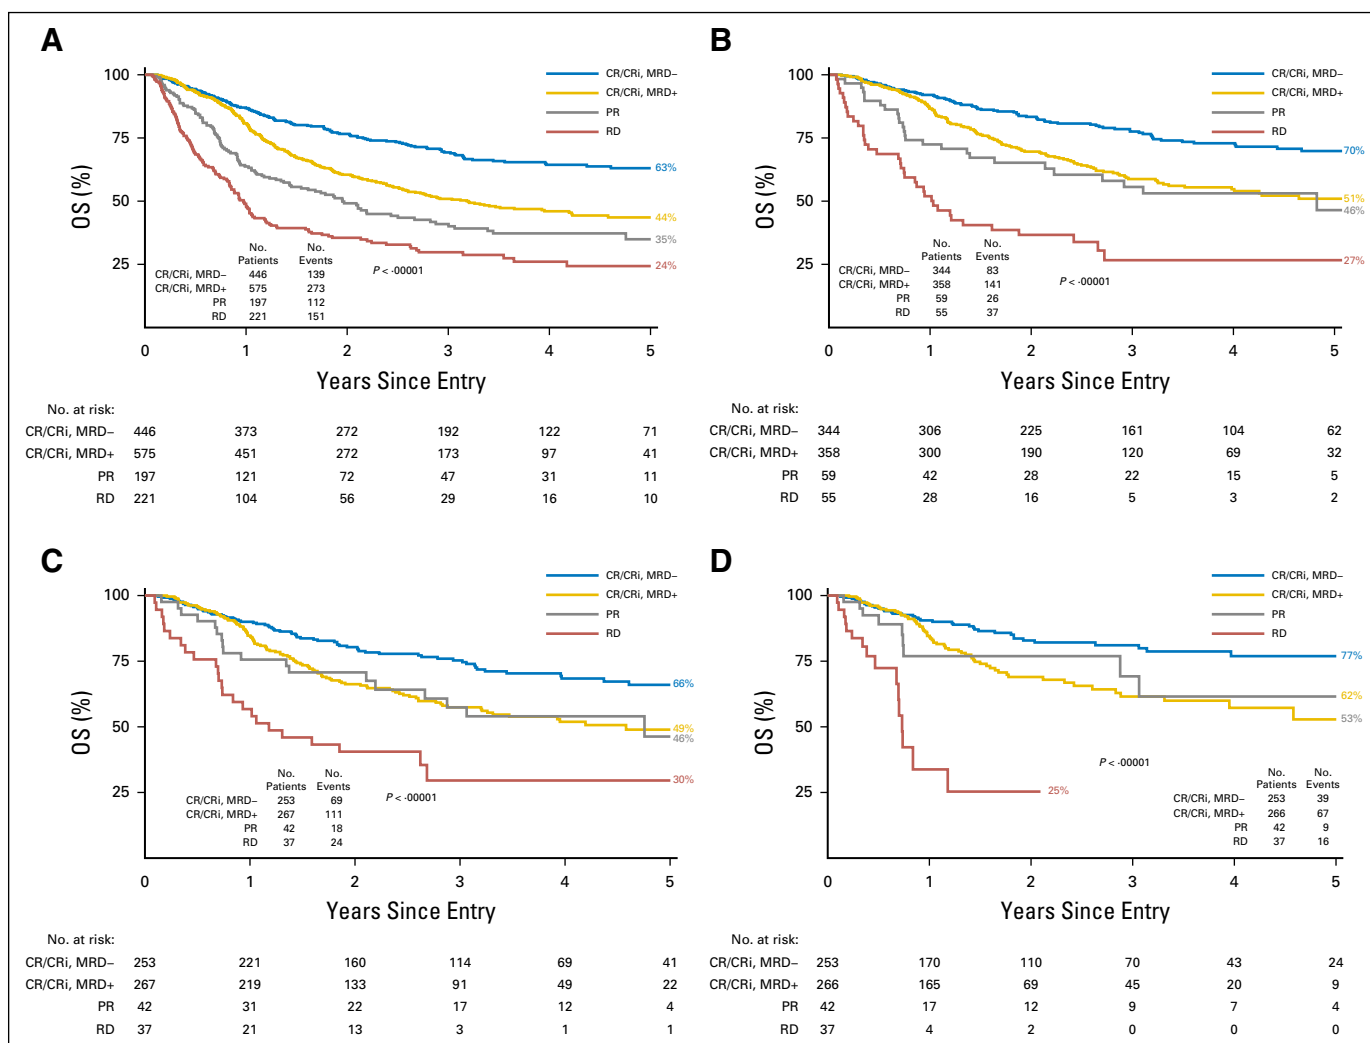 A
OS (%)
100
75
50
25
CR/CRi, MRD–
CR/CRi, MRD+
PR
RD
63%
44%
35%
24%
No. No.
Patients Events
CR/CRi, MRD– 446 139
CR/CRi, MRD+ 575 273
PR 197 112
RD 221 151
P < ·00001
0 1 2 3 4 5
Years Since Entry
No. at risk:
CR/CRi, MRD– 446 373 272 192 122 71
CR/CRi, MRD+ 575 451 272 173 97 41
PR 197 121 72 47 31 11
RD 221 104 56 29 16 10
B
OS (%)
100
75
50
25
CR/CRi, MRD–
CR/CRi, MRD+
PR
RD
70%
51%
46%
27%
No. No.
Patients Events
CR/CRi, MRD– 344 83
CR/CRi, MRD+ 358 141
PR 59 26
RD 55 37
P < ·00001
0 1 2 3 4 5
Years Since Entry
No. at risk:
CR/CRi, MRD– 344 306 225 161 104 62
CR/CRi, MRD+ 358 300 190 120 69 32
PR 59 42 28 22 15 5
RD 55 28 16 5 3 2
C
OS (%)
100
75
50
25
CR/CRi, MRD–
CR/CRi, MRD+
PR
RD
66%
49%
46%
30%
No. No.
Patients Events
CR/CRi, MRD– 253 69
CR/CRi, MRD+ 267 111
PR 42 18
RD 37 24
P < ·00001
0 1 2 3 4 5
Years Since Entry
No. at risk:
CR/CRi, MRD– 253 221 160 114 69 41
CR/CRi, MRD+ 267 219 133 91 49 22
PR 42 31 22 17 12 4
RD 37 21 13 3 1 1
D
OS (%)
100
75
50
25
CR/CRi, MRD–
CR/CRi, MRD+
PR
RD
77%
62%
53%
25%
P < ·00001
No. No.
Patients Events
CR/CRi, MRD– 253 39
CR/CRi, MRD+ 266 67
PR 42 9
RD 37 16
0 1 2 3 4 5
Years Since Entry
No. at risk:
CR/CRi, MRD– 253 170 110 70 43 24
CR/CRi, MRD+ 266 165 69 45 20 9
PR 42 17 12 9 7 4
RD 37 4 2 0 0 0